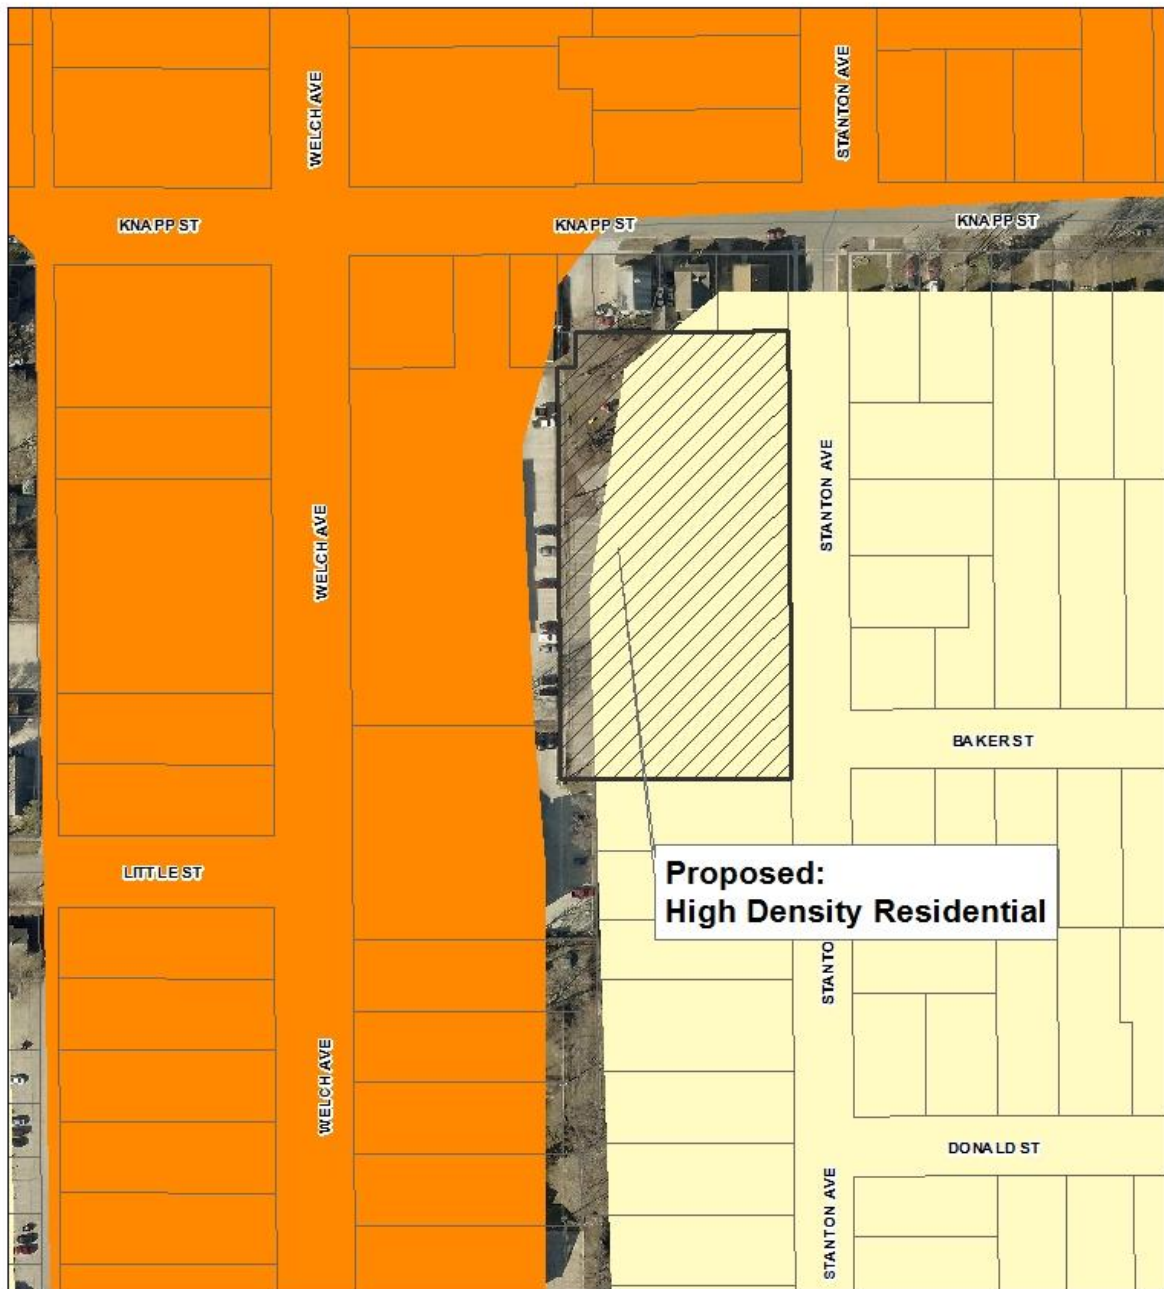 WELCH AVE
STANTON AVE
KNAPP ST
KNAPP ST
KNAPP ST
WELCH AVE
STANTON AVE
BAKER ST
LITTLE ST
Proposed:
High Density Residential
STANTO
WELCH AVE
DONALD ST
STANTON AVE